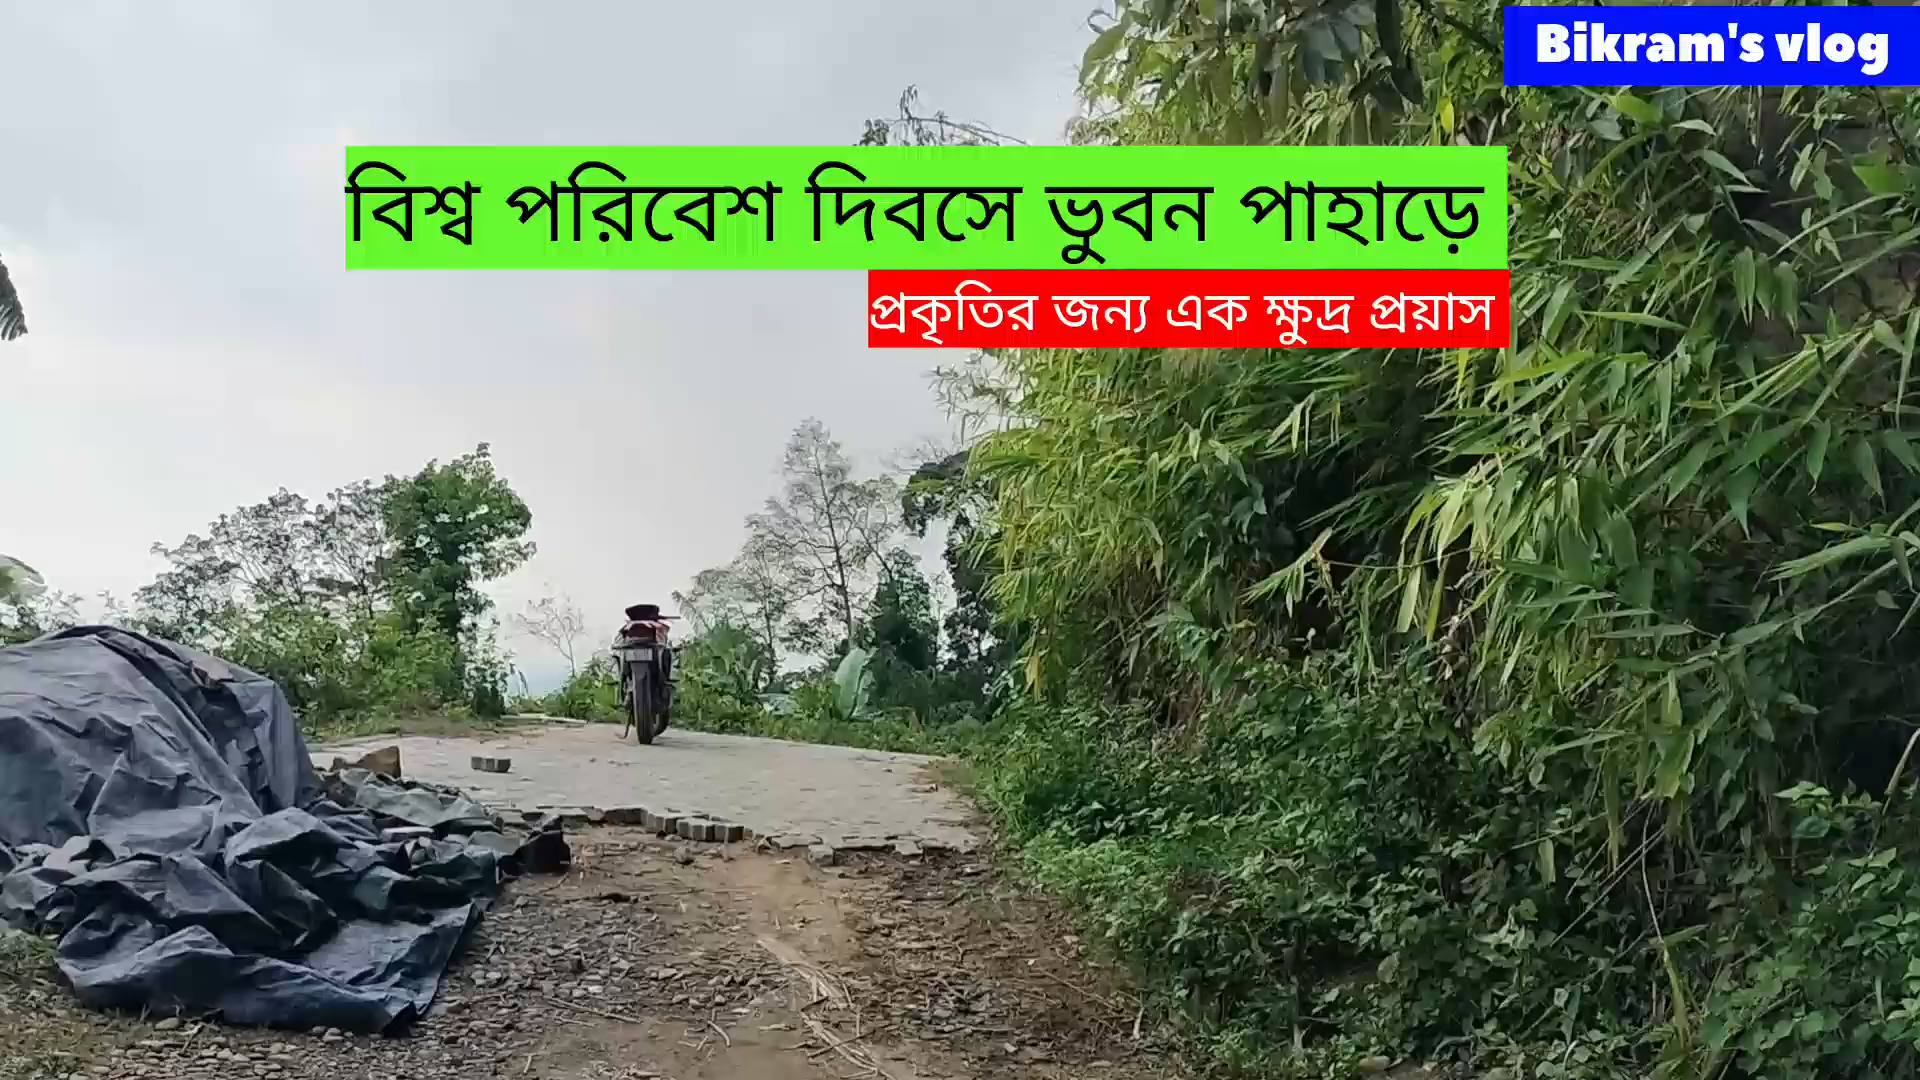 Bikram's vlog
বিশ্ব পরিবেশ দিবসে ভুবন পাহাড়ে
প্রকৃতির জন্য এক ক্ষুদ্র প্রয়াস